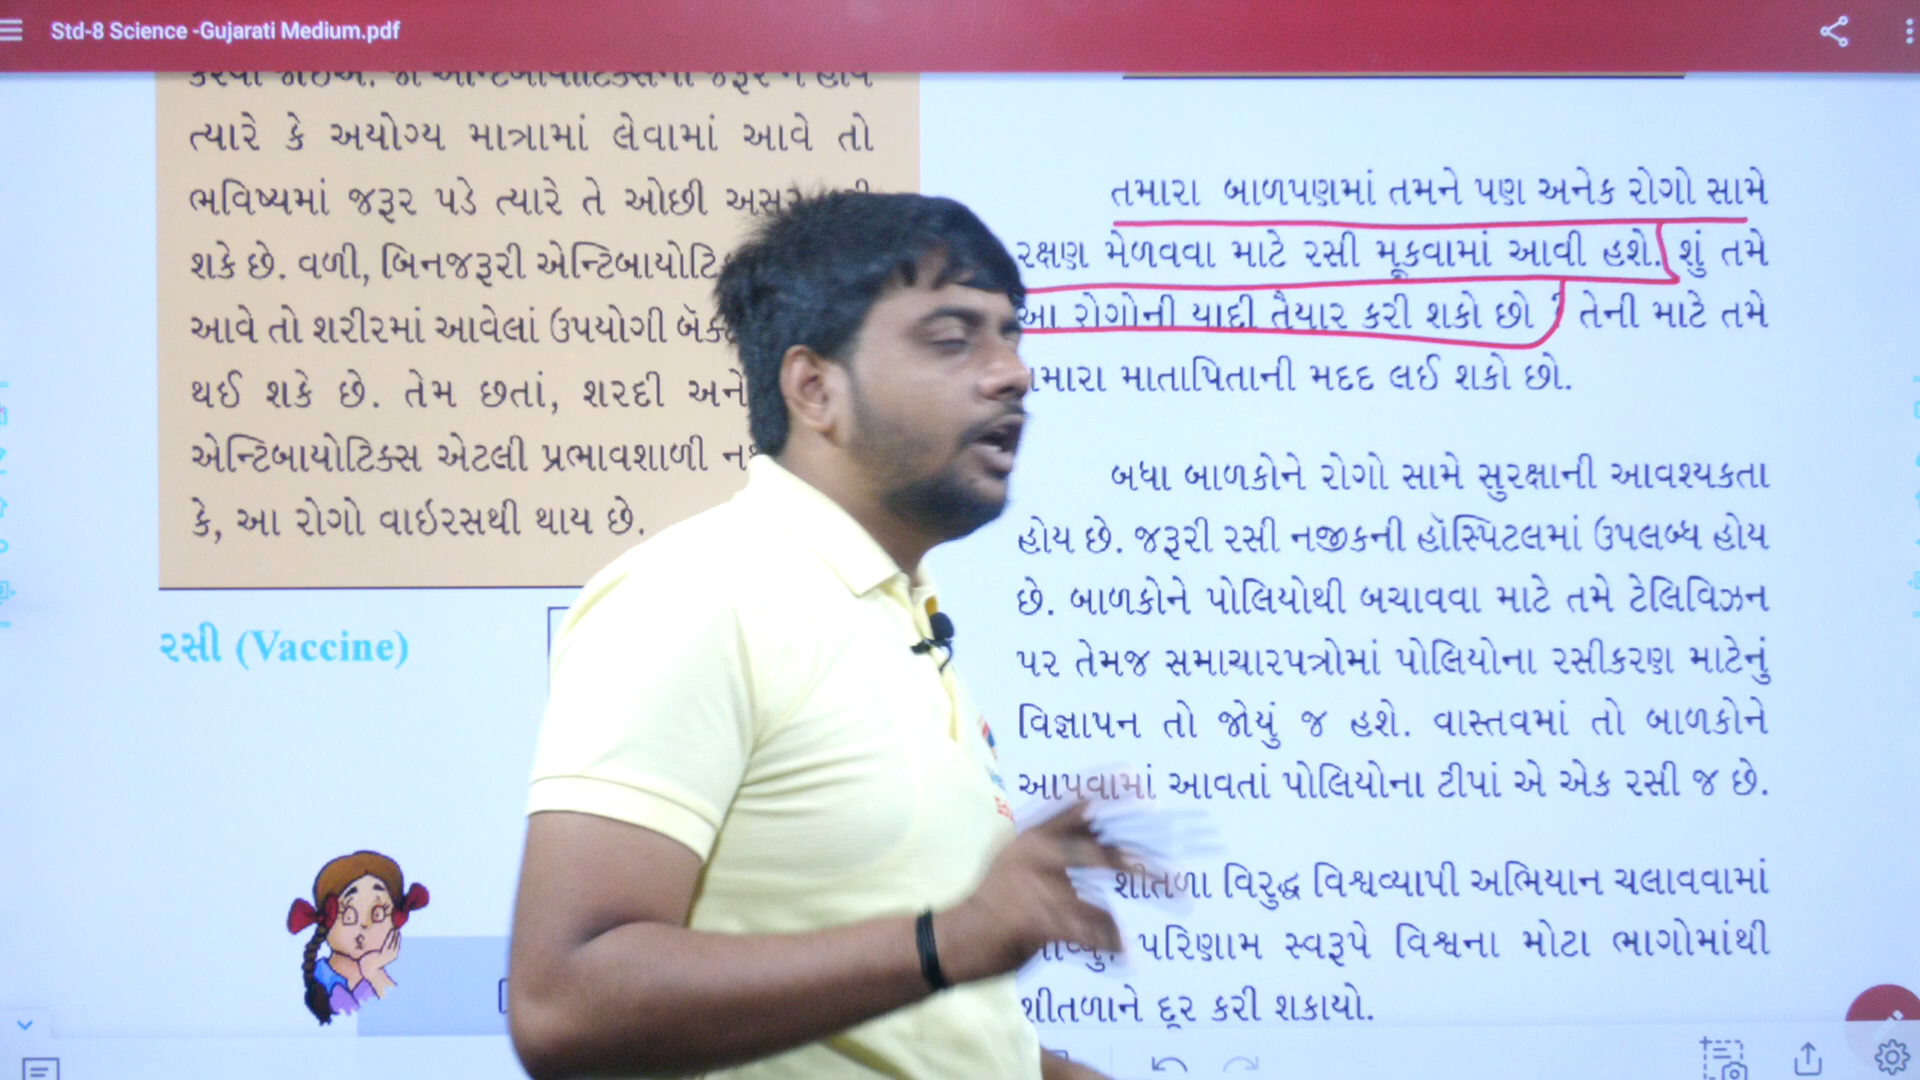 Std-8 Science -Gujarati Medium.pdf
ત્યારે કે અયોગ્ય માત્રામાં લેવામાં આવે તો
ભવિષ્યમાં જરૂર પડે ત્યારે તે ઓછી
શકે છે. વળી, બિનજરૂરી
આવે તો શરીરમાં આવેલાં ઉપયોગી
થઈ શકે છે. તેમ છતાં, શરદી અને
એન્ટિબાયોટિક્સ એટલી પ્રભાવશાળી
કે, આ રોગો વાઇરસથી થાય છે.
રસી (Vaccine)
તમારા બાળપણમાં તમને પણ અનેક રોગો સામે
રક્ષણ મેળવવા માટે રસી મૂકવામાં આવી હશે. શું તમે
આ રોગોની યાદી તૈયાર કરી શકો છો ? તેની માટે તમે
માતાપિતાની મદદ લઈ શકો છો.
બધા બાળકોને રોગો સામે સુરક્ષાની આવશ્યકતા
હોય છે. જરૂરી રસી નજીકની હૉસ્પિટલમાં ઉપલબ્ધ હોય
છે. બાળકોને પોલિયોથી બચાવવા માટે તમે ટેલિવિઝન
પર તેમજ સમાચારપત્રોમાં પોલિયોના રસીકરણ માટેનું
વિજ્ઞાપન તો જોયું જ હશે. વાસ્તવમાં તો બાળકોને
આપવામાં આવતાં પોલિયોના ટીપાં એ એક રસી જ છે.
શીતળા વિરુદ્ધ વિશ્વવ્યાપી અભિયાન ચલાવવામાં
પરિણામ સ્વરૂપે વિશ્વના મોટા ભાગોમાંથી
શીતળાને દૂર કરી શકાયો.